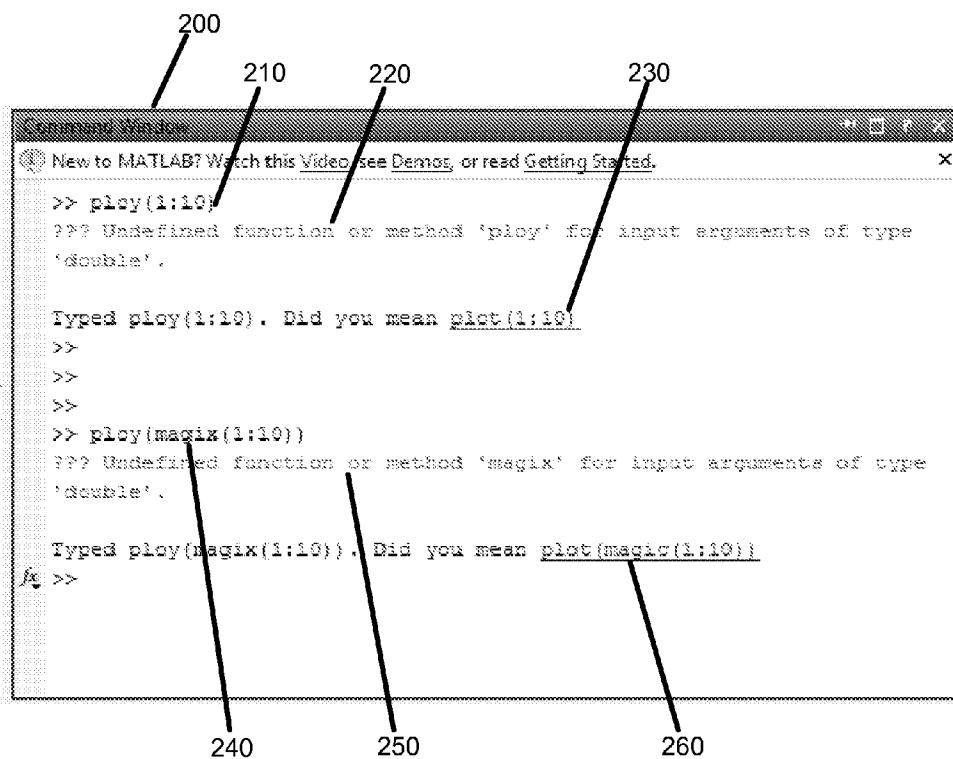 200
210 220 230
Command Window
New to MATLAB? Watch this Video, see Demos, or read Getting Started.
>> ploy(1:10)
??? Undefined function or method 'ploy' for input arguments of type
'double'.
Typed ploy(1:10). Did you mean plot(1:10)
>>
>>
>>
>> ploy(magix(1:10))
??? Undefined function or method 'magix' for input arguments of type
'double'.
Typed ploy(magix(1:10)). Did you mean plot(magic(1:10))
fx >>
240 250 260